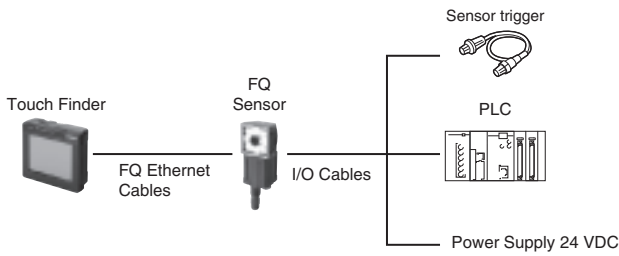 Sensor trigger
FQ
Sensor
Touch Finder
PLC
FQ Ethernet
Cables
I/O Cables
Power Supply 24 VDC